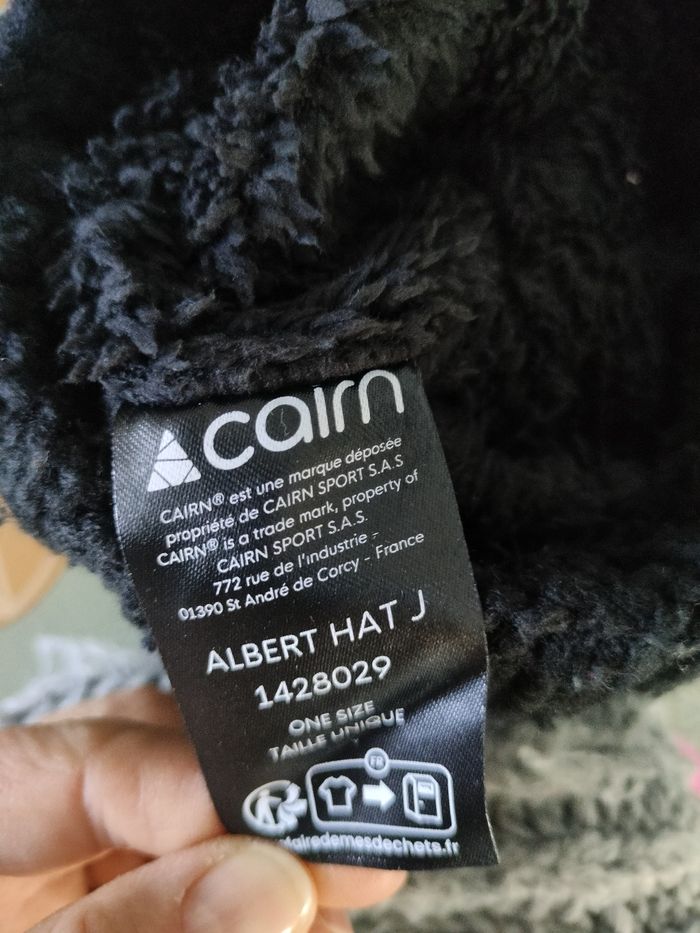 cairn
CAIRN® est une marque déposée
propriété de CAIRN SPORT S.A.S
CAIRN® is a trade mark, property of
CAIRN SPORT S.A.S.
772 rue de l'industrie -
01390 St André de Corcy - France
ALBERT HAT J
1428029
ONE SIZE
TAILLE UNIQUE
FR